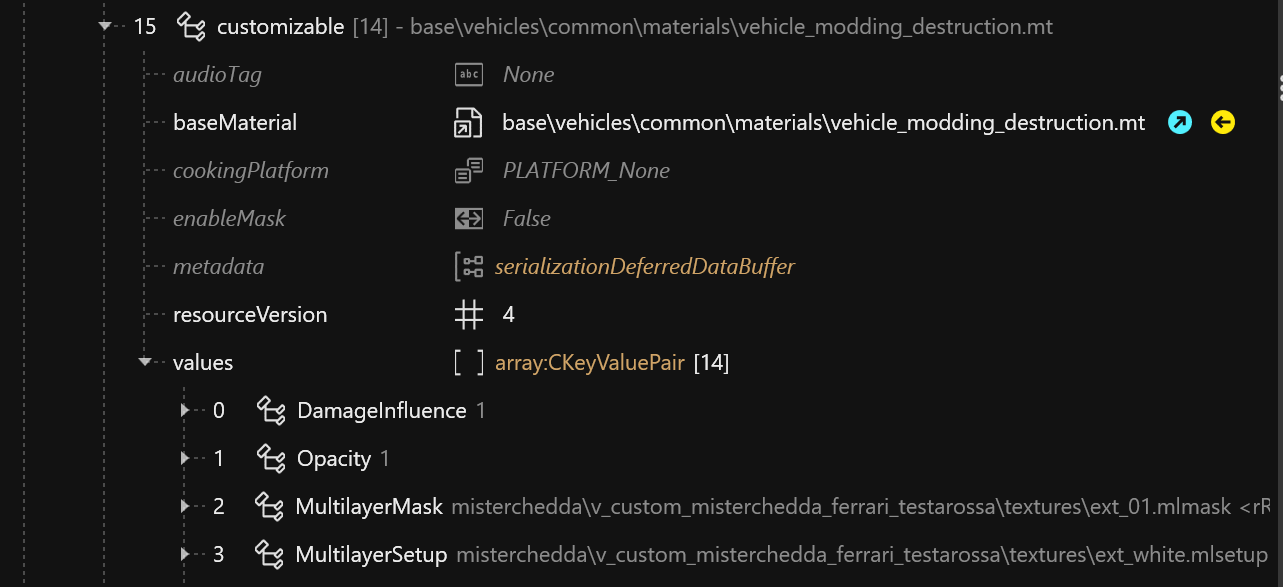 15 customizable [14] - base\vehicles\common\materials\vehicle_modding_destruction.mt
audioTag abc None
baseMaterial base\vehicles\common\materials\vehicle_modding_destruction.mt
cookingPlatform PLATFORM_None
enableMask False
metadata serializationDeferredDataBuffer
resourceVersion 4
values [ ] array:CKeyValuePair [14]
0 DamageInfluence 1
1 Opacity 1
2 MultilayerMask misterchedda\v_custom_misterchedda_ferrari_testarossa\textures\ext_01.mlmask <rR
3 MultilayerSetup misterchedda\v_custom_misterchedda_ferrari_testarossa\textures\ext_white.mlsetup